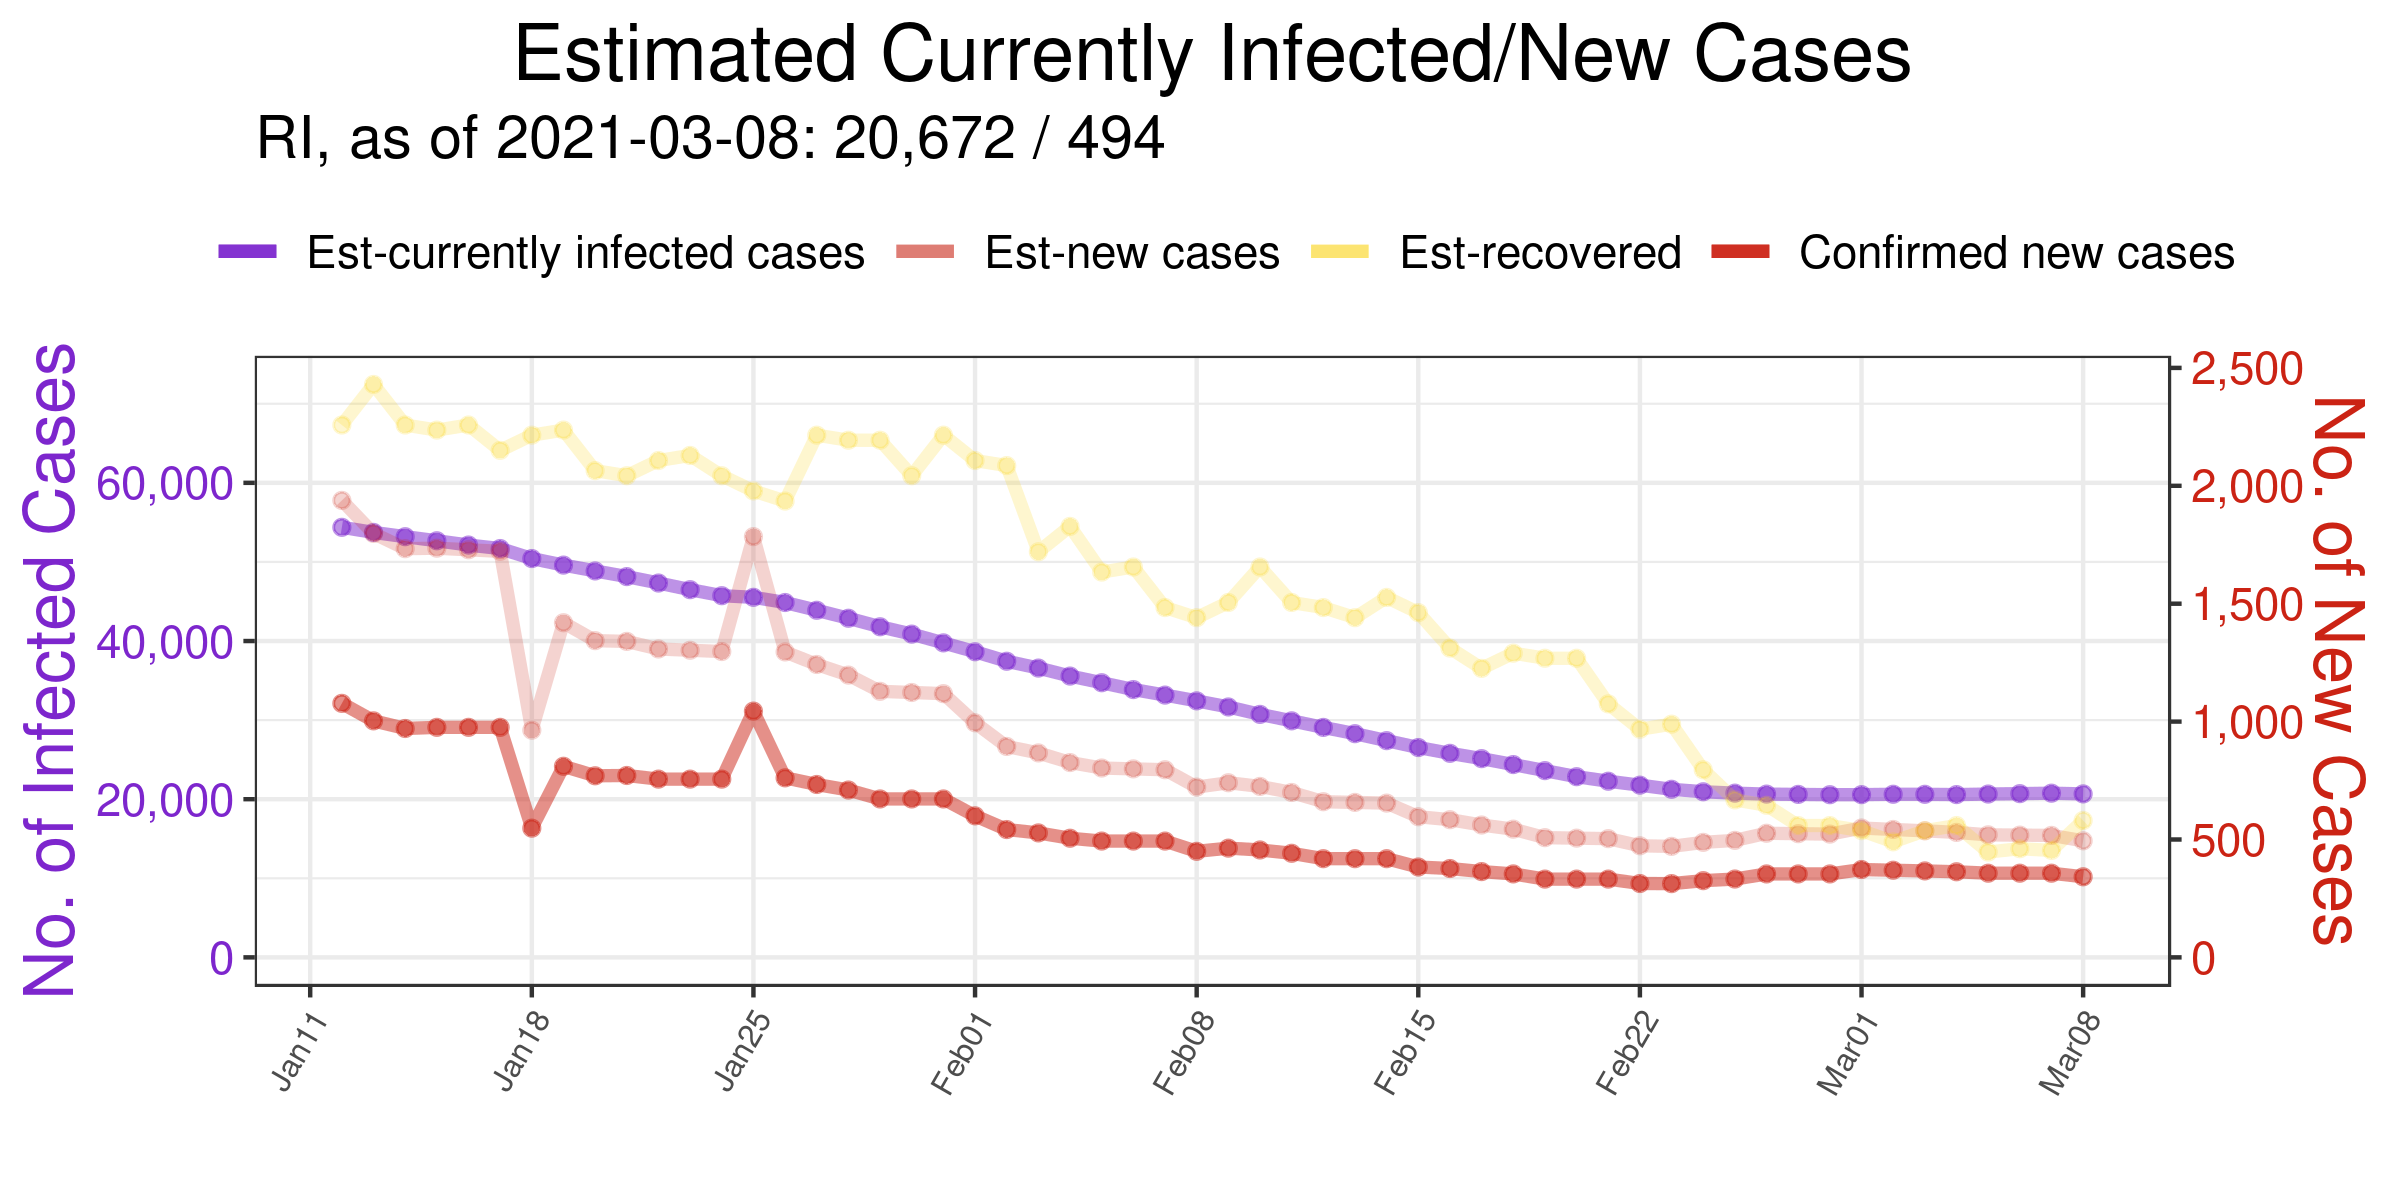 Estimated Currently Infected/New Cases
RI, as of 2021-03-08: 20,672 / 494
Est-currently infected cases
Est-new cases
Est-recovered
Confirmed new cases
No. of Infected Cases
60,000
40,000
20,000
0
2,500
2,000
1,500
1,000
500
0
No. of New Cases
Jan11
Jan18
Jan25
Feb01
Feb08
Feb15
Feb22
Mar01
Mar08